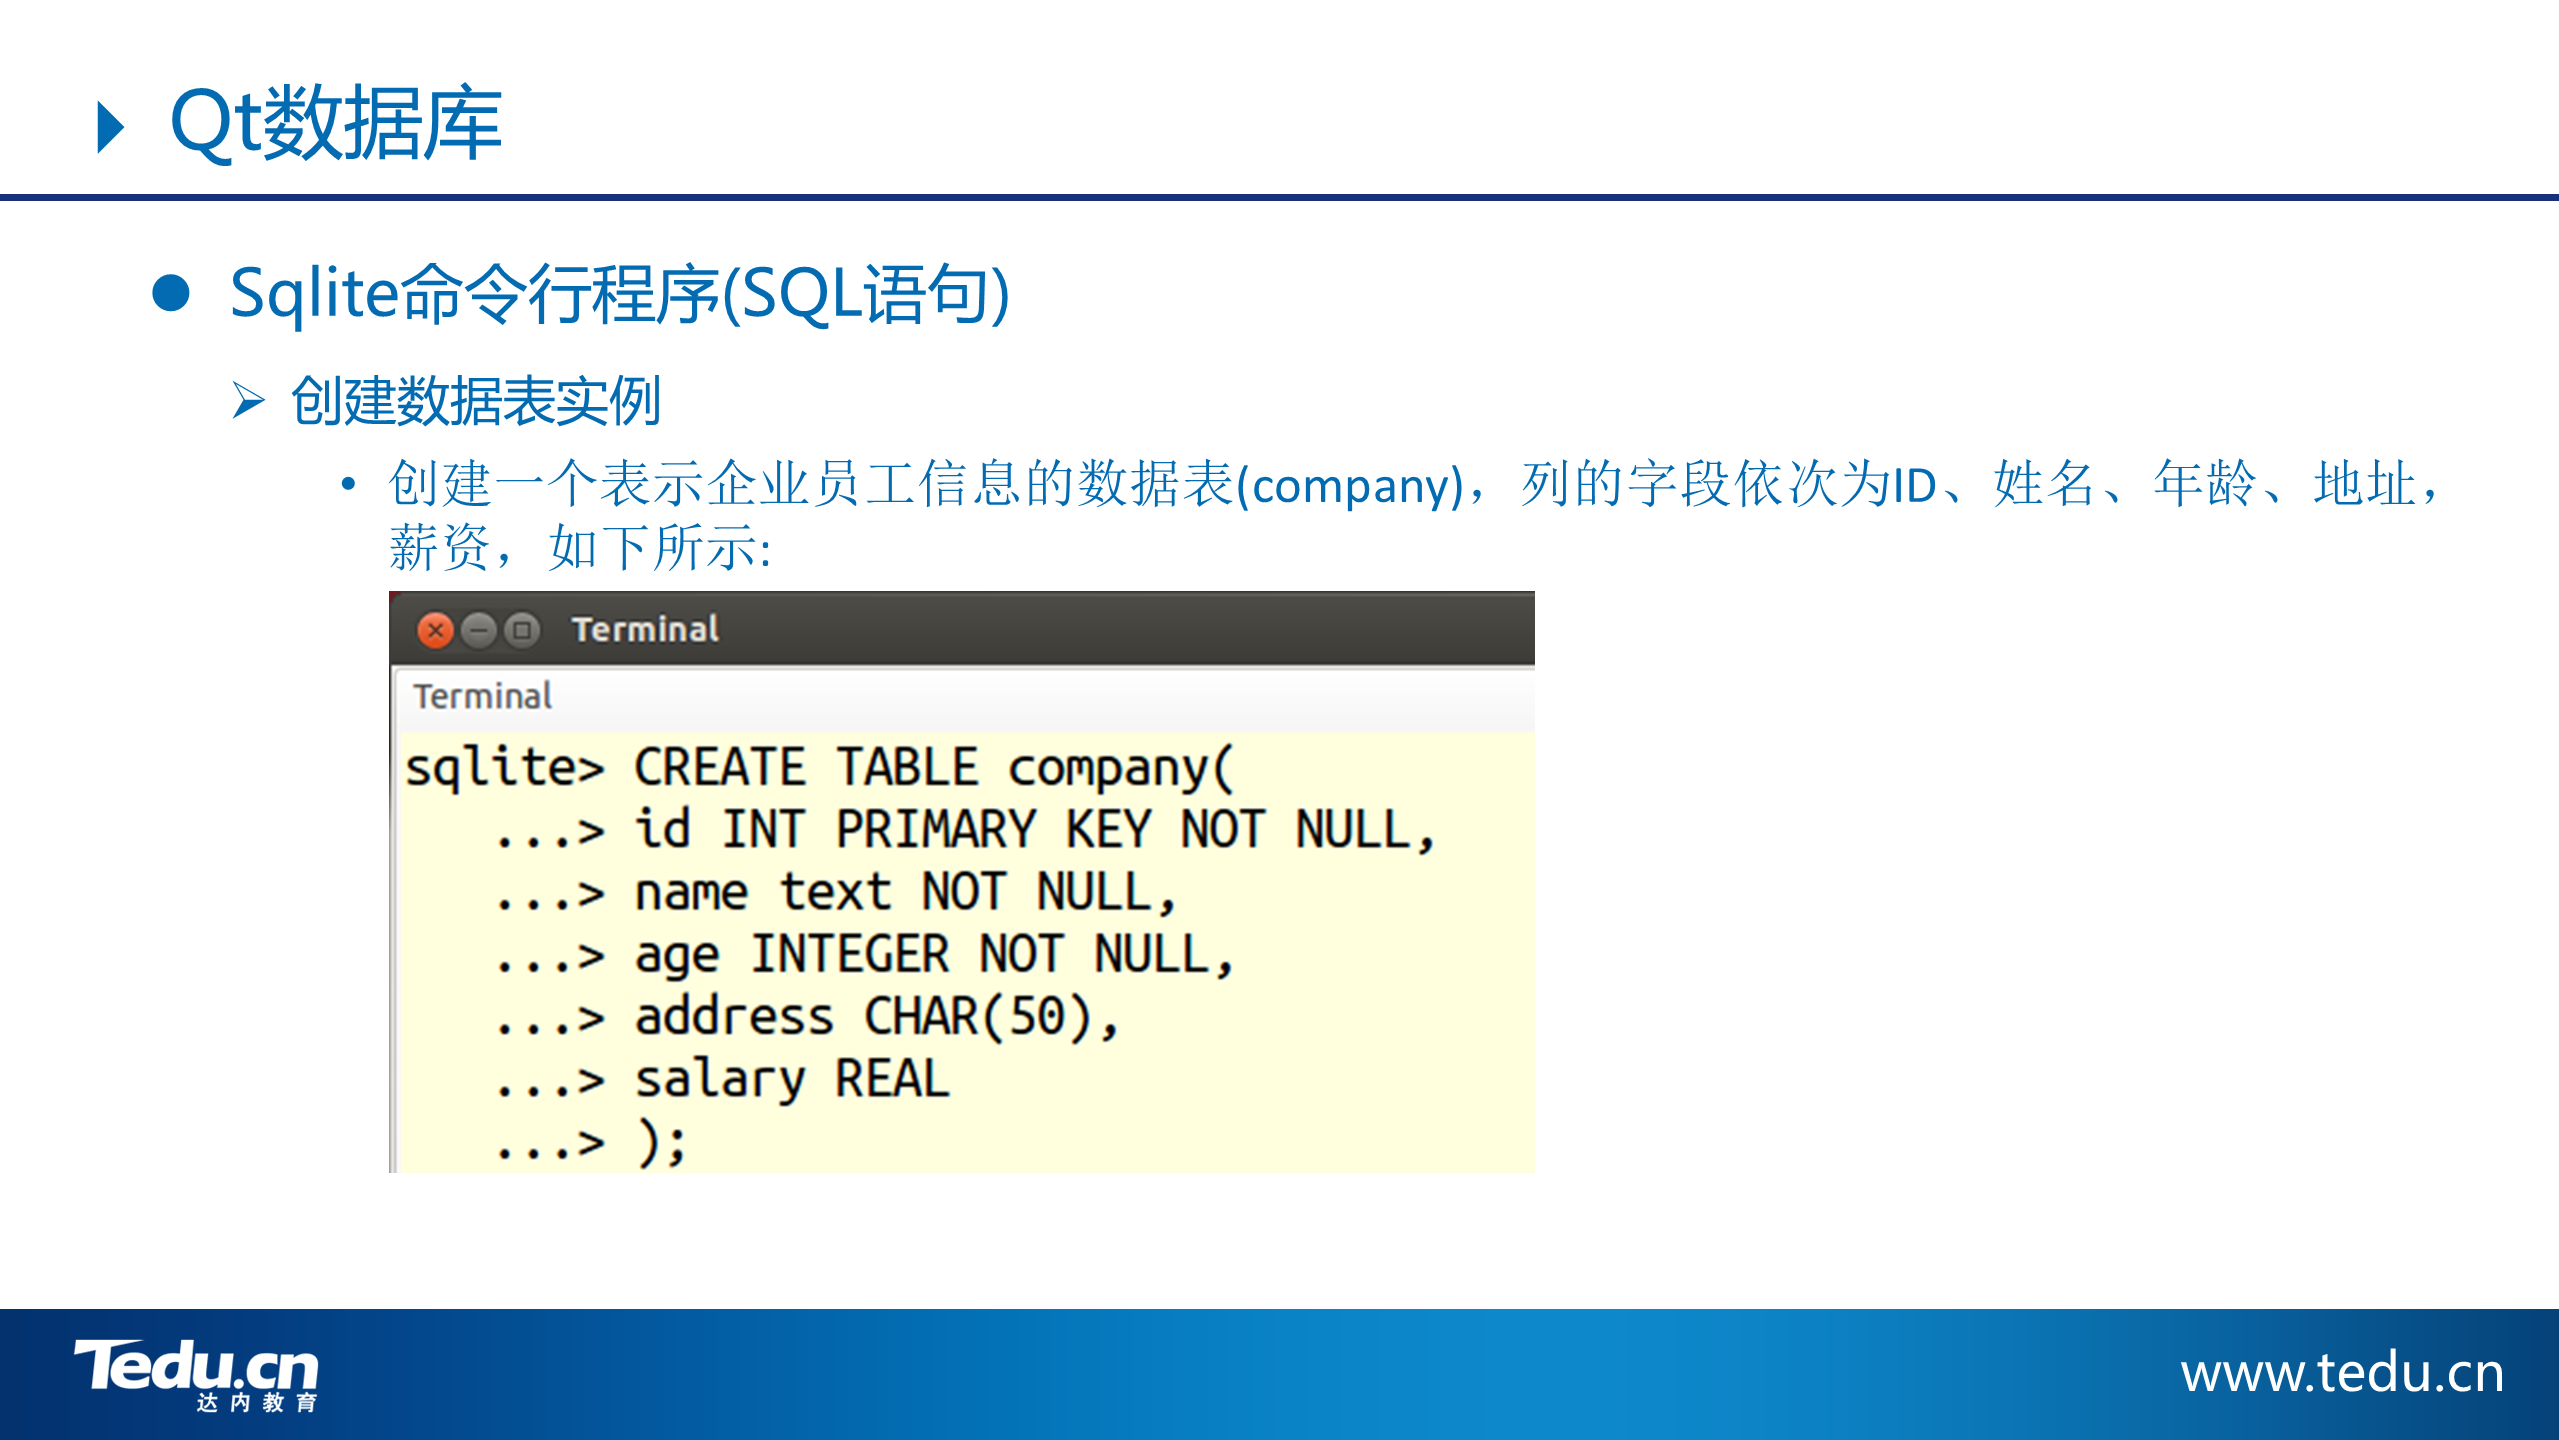 Qt数据库
Sqlite命令行程序(SQL语句)
创建数据表实例
创建一个表示企业员工信息的数据表(company)，列的字段依次为ID、姓名、年龄、地址，
薪资，如下所示:
Terminal
Terminal
sqlite> CREATE TABLE company(
...> id INT PRIMARY KEY NOT NULL,
...> name text NOT NULL,
...> age INTEGER NOT NULL,
...> address CHAR(50),
...> salary REAL
...> );
Tedu.cn
达内教育
www.tedu.cn